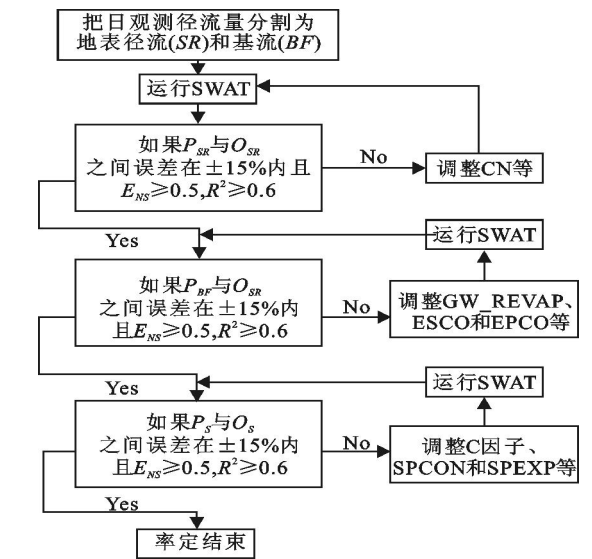 把日观测径流量分割为
地表径流(SR)和基流(BF)
运行SWAT
如果P_SR与O_SR
之间误差在±15%内且
E_NS≥0.5,R²≥0.6
No
调整CN等
Yes
运行SWAT
如果P_BF与O_SR
之间误差在±15%内
且E_NS≥0.5,R²≥0.6
No
调整GW_REVAP、
ESCO和EPCO等
Yes
运行SWAT
如果P_S与O_S
之间误差在±15%内
且E_NS≥0.5,R²≥0.6
No
调整C因子、
SPCON和SPEXP等
Yes
率定结束